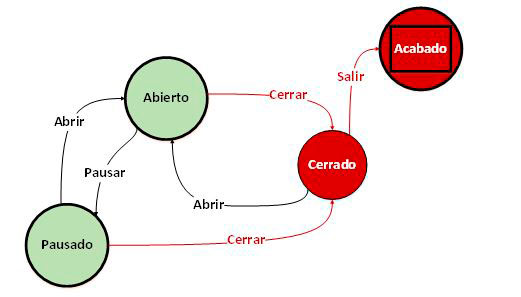 Acabado
Salir
Abierto
Cerrar
Abrir
Cerrado
Pausar
Abrir
Pausado
Cerrar